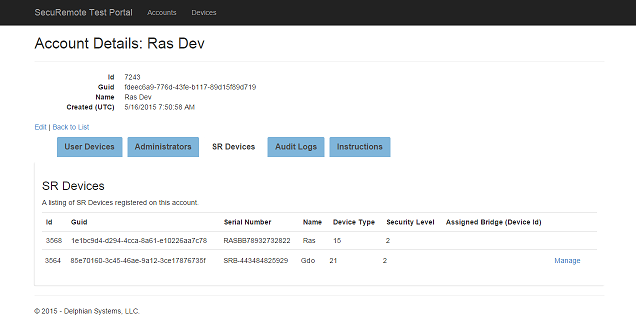 SecuRemote Test Portal Accounts Devices
Account Details: Ras Dev
Id 7243
Guid fdeec6a9-776d-43fe-b117-89d15f89d719
Name Ras Dev
Created (UTC) 5/16/2015 7:50:58 AM
Edit | Back to List
User Devices Administrators SR Devices Audit Logs Instructions
SR Devices
A listing of SR Devices registered on this account.
Id Guid Serial Number Name Device Type Security Level Assigned Bridge (Device Id)
3568 1e1bc9d4-d294-4cca-8a61-e10226aa7c78 RASBB78932732822 Ras 15 2
3564 85e70160-3c45-46ae-9a12-3ce17876735f SRB-443484825929 Gdo 21 2 Manage
© 2015 - Delphian Systems, LLC.